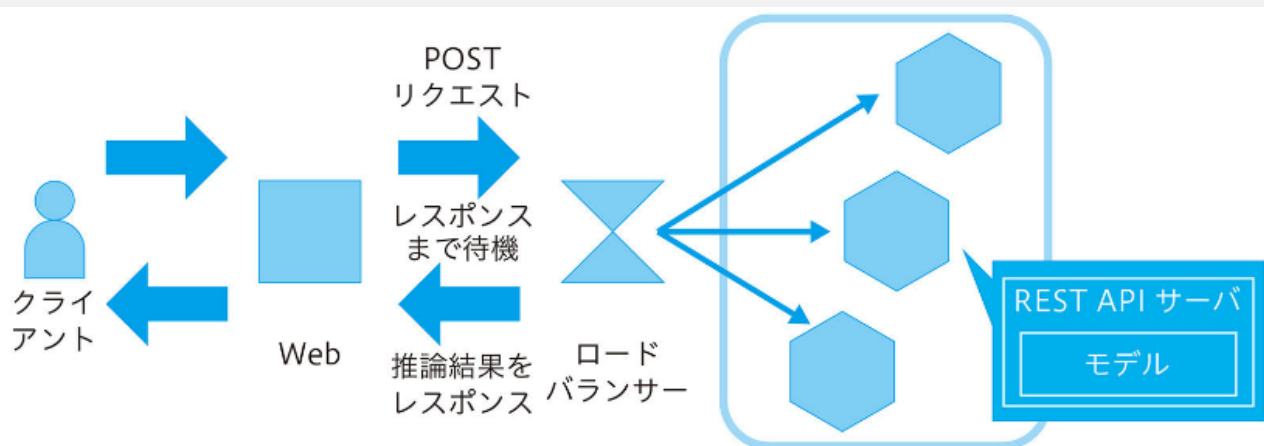 POST
リクエスト
レスポンス
まで待機
クライ
アント
Web
推論結果を
レスポンス
ロード
バランサー
REST API サーバ
モデル